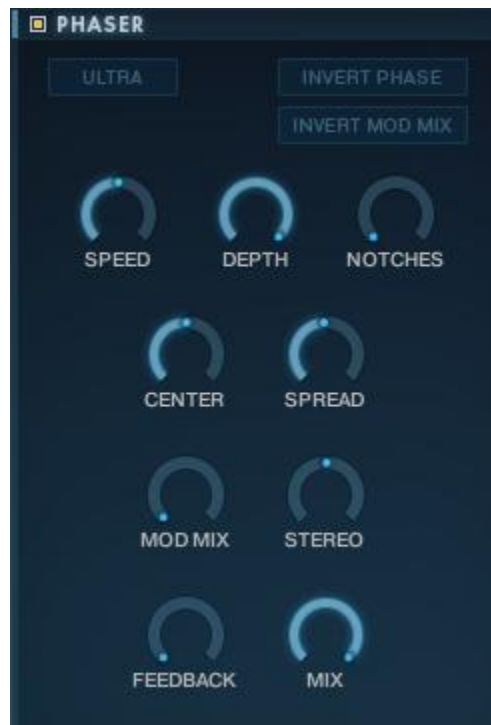 PHASER
ULTRA INVERT PHASE
INVERT MOD MIX
SPEED DEPTH NOTCHES
CENTER SPREAD
MOD MIX STEREO
FEEDBACK MIX